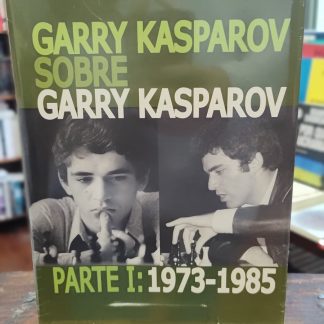 GARRY KASPAROV
SOBRE
GARRY KASPAROV
PARTE I: 1973-1985